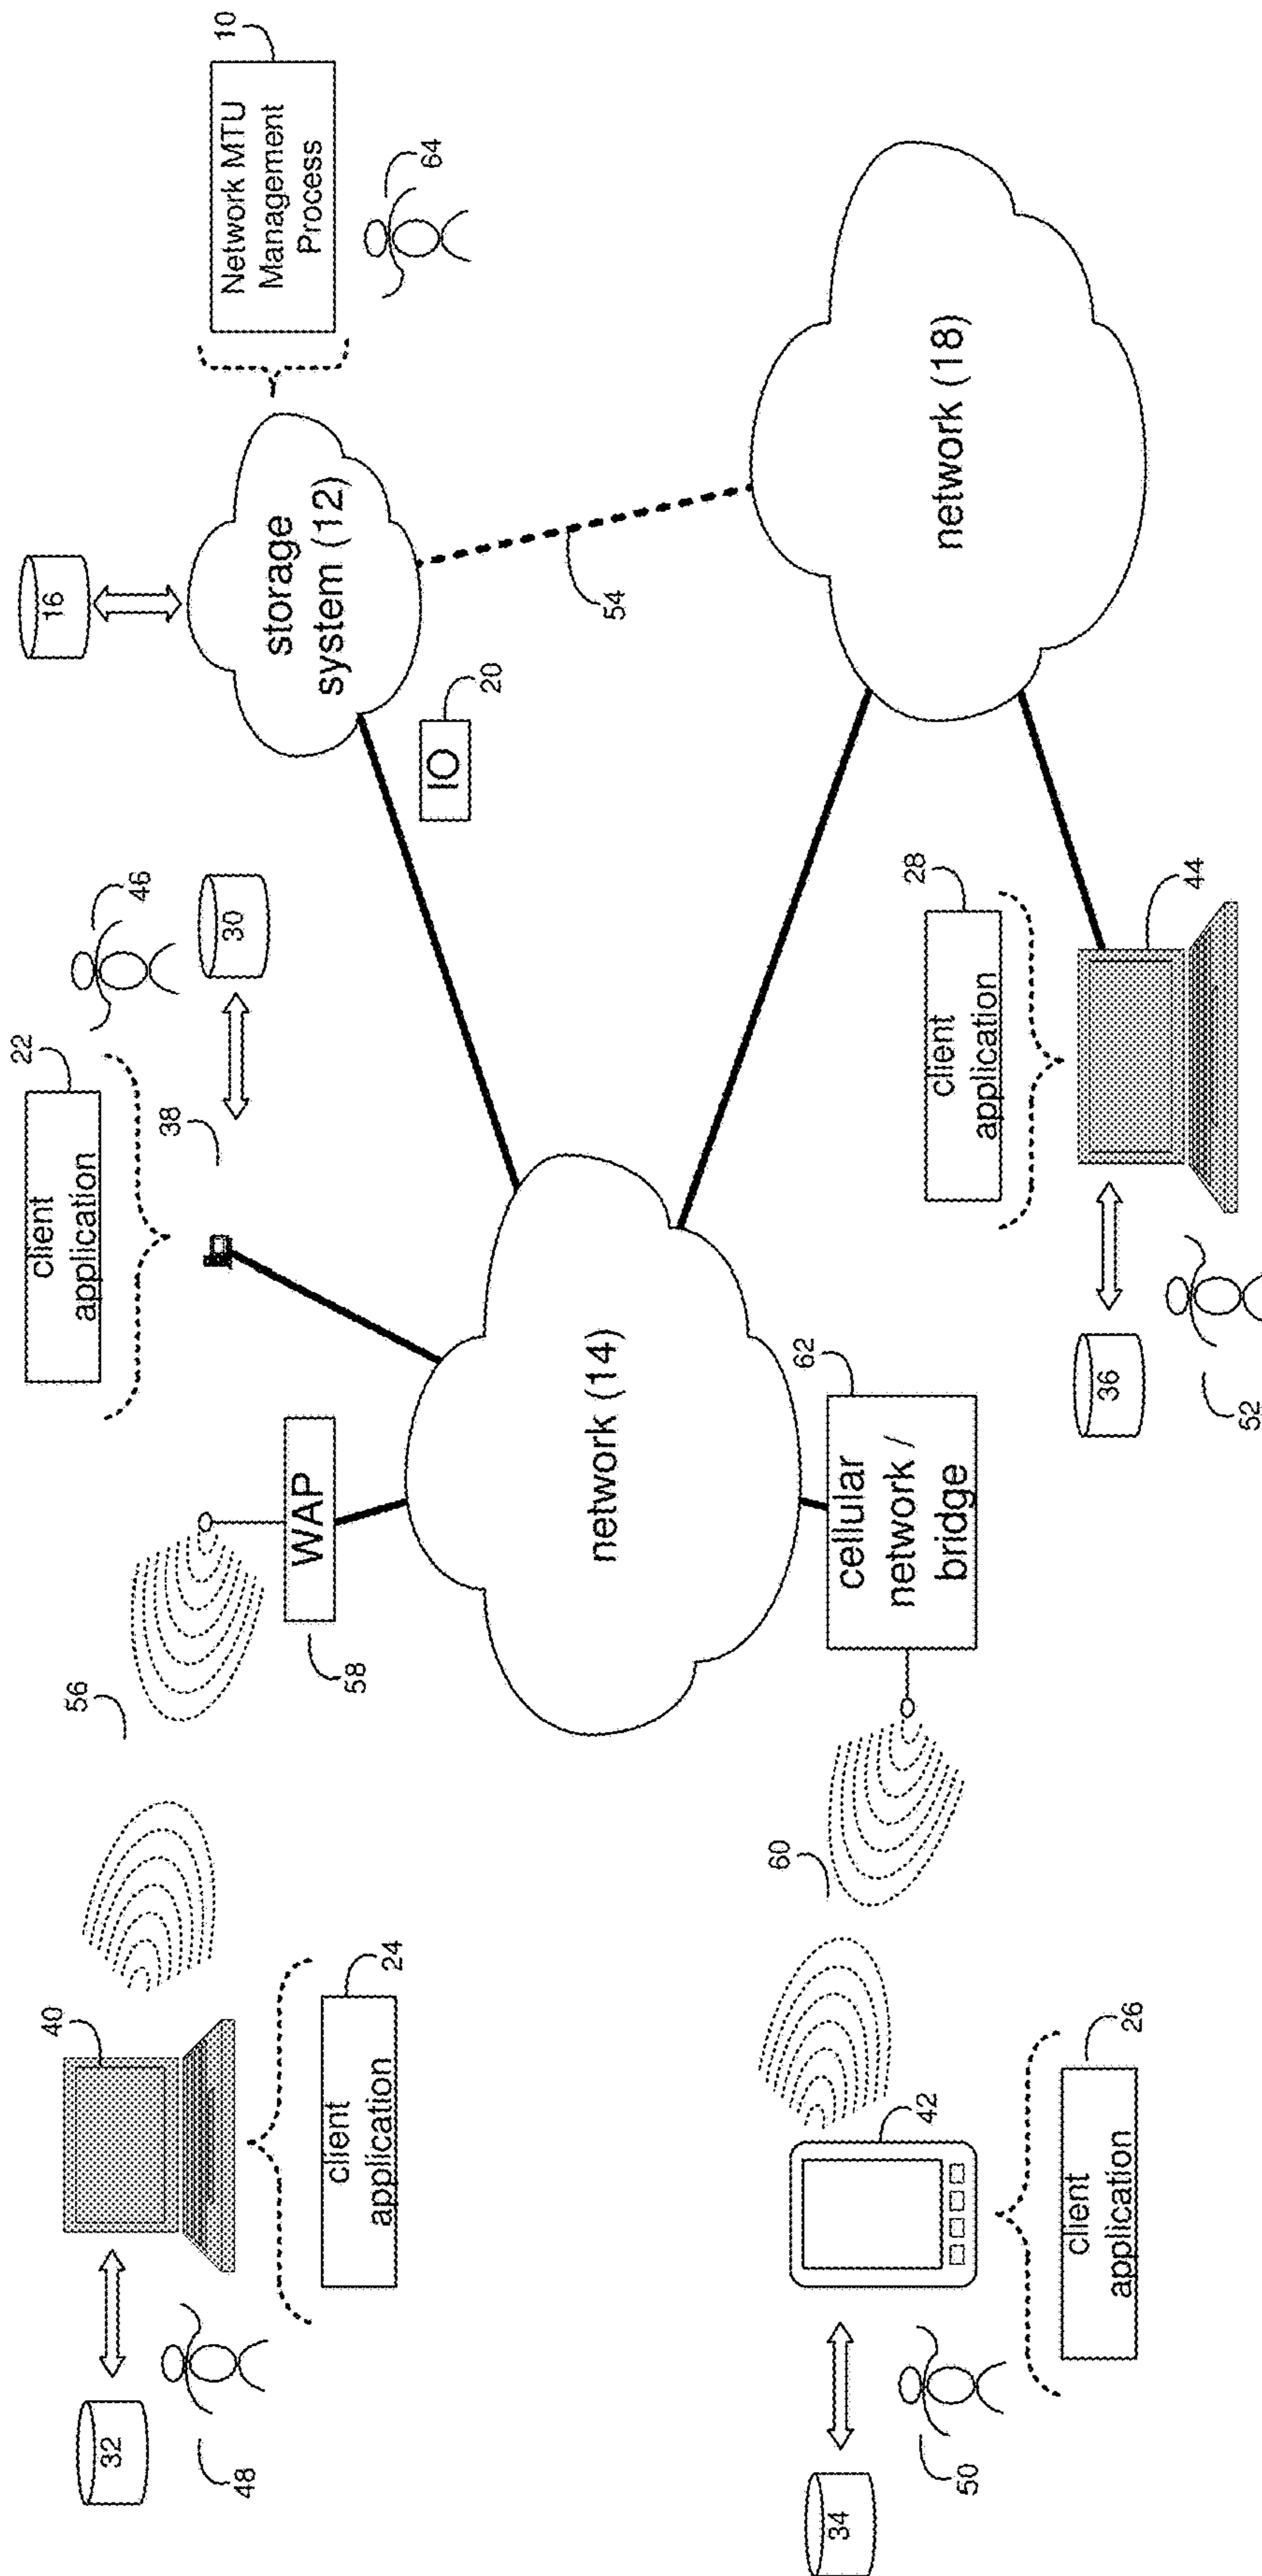 40
32
48
client
application
24
56
WAP
58
client
application
22
38
46
30
16
storage
system (12)
10
Network MTU
Management
Process
64
IO
20
54
network (14)
network (18)
60
cellular
network /
bridge
62
42
34
50
client
application
26
client
application
28
44
36
52